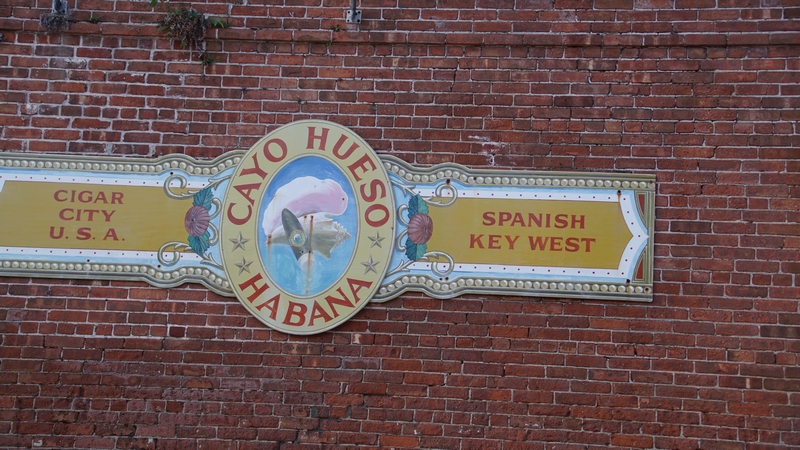 CIGAR
CITY
U.S.A.
CAYO HUESO
HABANA
SPANISH
KEY WEST